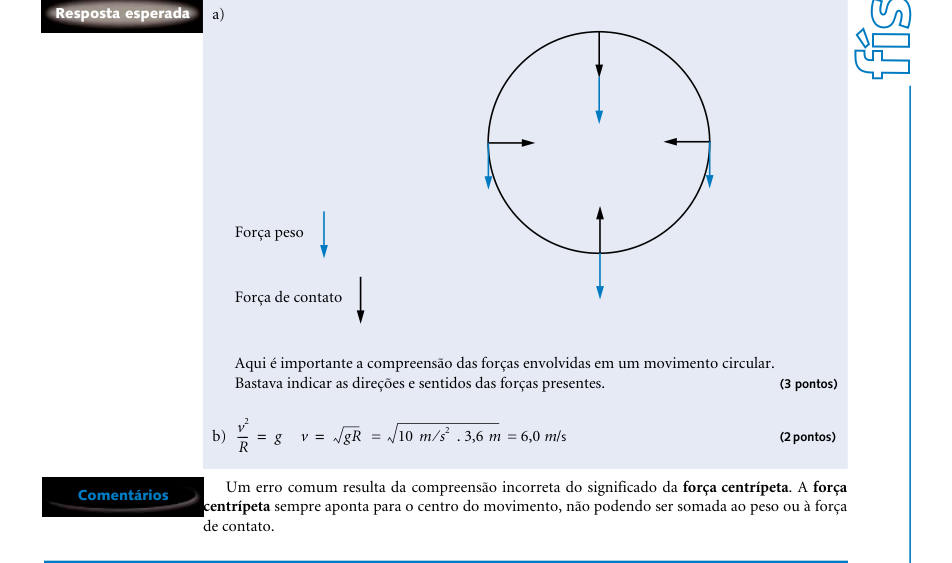 Resposta esperada
a)
fís
Força peso
Força de contato
Aqui é importante a compreensão das forças envolvidas em um movimento circular.
Bastava indicar as direções e sentidos das forças presentes. (3 pontos)
b) v²/R = g v = √gR = √10 m/s² . 3,6 m = 6,0 m/s (2 pontos)
Comentários
Um erro comum resulta da compreensão incorreta do significado da força centrípeta. A força
centrípeta sempre aponta para o centro do movimento, não podendo ser somada ao peso ou à força
de contato.